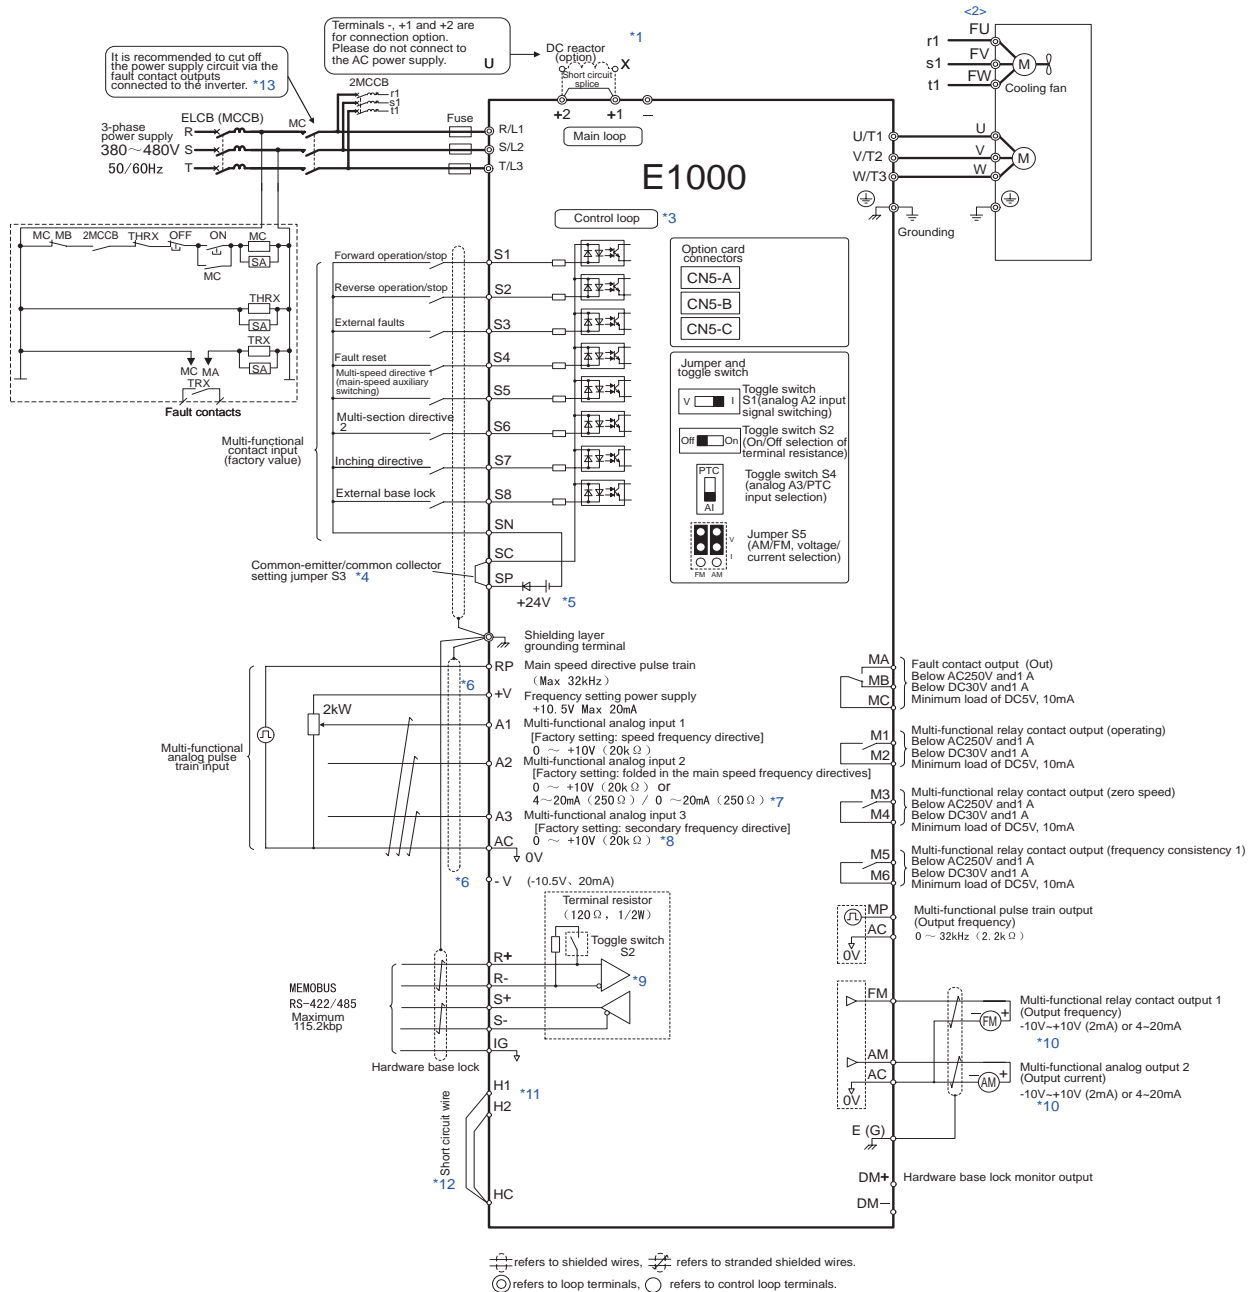 Terminals -, +1 and +2 are
for connection option.
Please do not connect to
the AC power supply.
U
*1
DC reactor
(option)
X
Short circuit
splice
+2
+1
−
Main loop
<2>
FU
r1
FV
s1
M
FW
t1
Cooling fan
It is recommended to cut off
the power supply circuit via the
fault contact outputs
connected to the inverter. *13
2MCCB
r1
s1
t1
ELCB (MCCB)
MC
Fuse
3-phase
power supply
380～480V
50/60Hz
R
S
T
R/L1
S/L2
T/L3
E1000
U/T1
V/T2
W/T3
U
V
W
M
Grounding
Control loop *3
MC MB 2MCCB THRX OFF ON MC
SA
MC
THRX
SA
TRX
SA
MC MA
TRX
Fault contacts
Forward operation/stop
S1
Reverse operation/stop
S2
External faults
S3
Fault reset
S4
Multi-speed directive 1
(main-speed auxiliary
switching)
S5
Multi-section directive
2
S6
Inching directive
S7
External base lock
S8
Multi-functional
contact input
(factory value)
SN
SC
SP
Common-emitter/common collector
setting jumper S3 *4
+24V *5
Option card
connectors
CN5-A
CN5-B
CN5-C
Jumper and
toggle switch
V
I
Toggle switch
S1(analog A2 input
signal switching)
Off
On
Toggle switch S2
(On/Off selection of
terminal resistance)
PTC
AI
Toggle switch S4
(analog A3/PTC
input selection)
V
I
FM AM
Jumper S5
(AM/FM, voltage/
current selection)
Shielding layer
grounding terminal
RP
Main speed directive pulse train
(Max 32kHz)
*6
+V
Frequency setting power supply
+10.5V Max 20mA
2kW
A1
Multi-functional analog input 1
[Factory setting: speed frequency directive]
0 ～ +10V (20kΩ)
A2
Multi-functional analog input 2
[Factory setting: folded in the main speed frequency directives]
0 ～ +10V (20kΩ) or
4～20mA (250Ω) / 0 ～20mA (250Ω) *7
A3
Multi-functional analog input 3
[Factory setting: secondary frequency directive]
0 ～ +10V (20kΩ) *8
AC
0V
Multi-functional
analog pulse
train input
*6
- V
(-10.5V、20mA)
Terminal resistor
(120Ω, 1/2W)
Toggle switch
S2
*9
R+
R-
S+
S-
IG
MEMOBUS
RS-422/485
Maximum
115.2kbp
Hardware base lock
H1
*11
H2
Short circuit wire
*12
HC
MA
MB
MC
Fault contact output (Out)
Below AC250V and1 A
Below DC30V and1 A
Minimum load of DC5V, 10mA
M1
M2
Multi-functional relay contact output (operating)
Below AC250V and1 A
Below DC30V and1 A
Minimum load of DC5V, 10mA
M3
M4
Multi-functional relay contact output (zero speed)
Below AC250V and1 A
Below DC30V and1 A
Minimum load of DC5V, 10mA
M5
M6
Multi-functional relay contact output (frequency consistency 1)
Below AC250V and1 A
Below DC30V and1 A
Minimum load of DC5V, 10mA
MP
AC
0V
Multi-functional pulse train output
(Output frequency)
0 ～ 32kHz (2.2kΩ)
FM
− FM +
Multi-functional relay contact output 1
(Output frequency)
-10V~+10V (2mA) or 4~20mA
*10
AM
AC
0V
− AM +
Multi-functional analog output 2
(Output current)
-10V~+10V (2mA) or 4~20mA
*10
E (G)
DM+
Hardware base lock monitor output
DM−
refers to shielded wires, refers to stranded shielded wires.
refers to loop terminals, refers to control loop terminals.